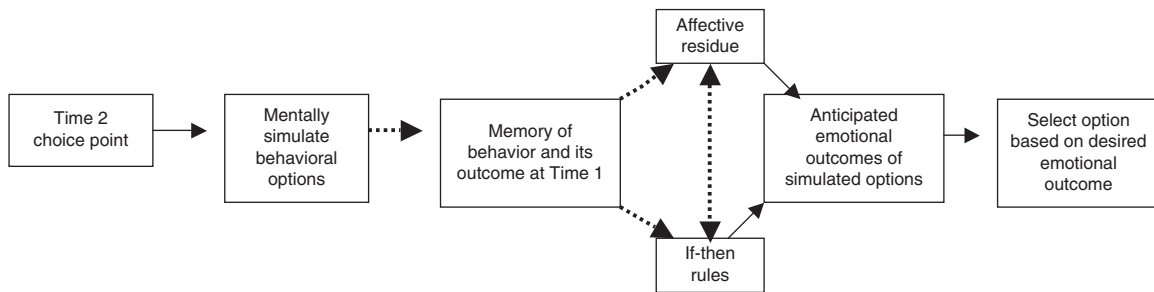 Time 2
choice point
Mentally
simulate
behavioral
options
Memory of
behavior and its
outcome at Time 1
Affective
residue
If-then
rules
Anticipated
emotional
outcomes of
simulated options
Select option
based on desired
emotional
outcome